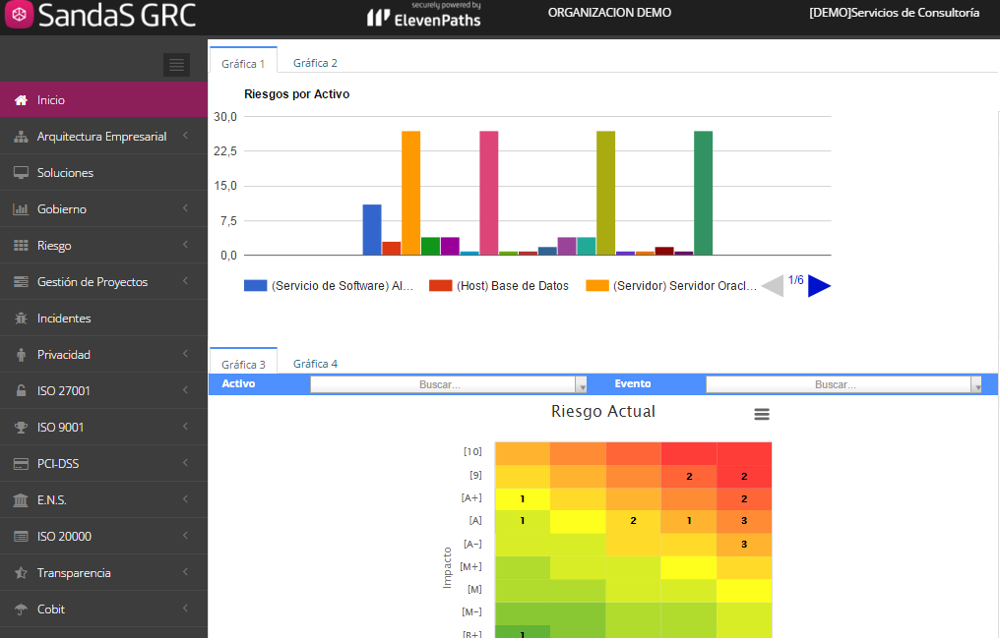 SandaS GRC
securely powered by
ElevenPaths
ORGANIZACION DEMO
[DEMO]Servicios de Consultoría
Inicio
Arquitectura Empresarial
Soluciones
Gobierno
Riesgo
Gestión de Proyectos
Incidentes
Privacidad
ISO 27001
ISO 9001
PCI-DSS
E.N.S.
ISO 20000
Transparencia
Cobit
Gráfica 1
Gráfica 2
Riesgos por Activo
30,0
22,5
15,0
7,5
0,0
(Servicio de Software) Al...
(Host) Base de Datos
(Servidor) Servidor Oracl...
1/6
Gráfica 3
Gráfica 4
Activo
Buscar...
Evento
Buscar...
Riesgo Actual
Impacto
[10]
[9] 2 2
[A+] 1 2
[A] 1 2 1 3
[A-] 3
[M+]
[M]
[M-]
[B+] 1